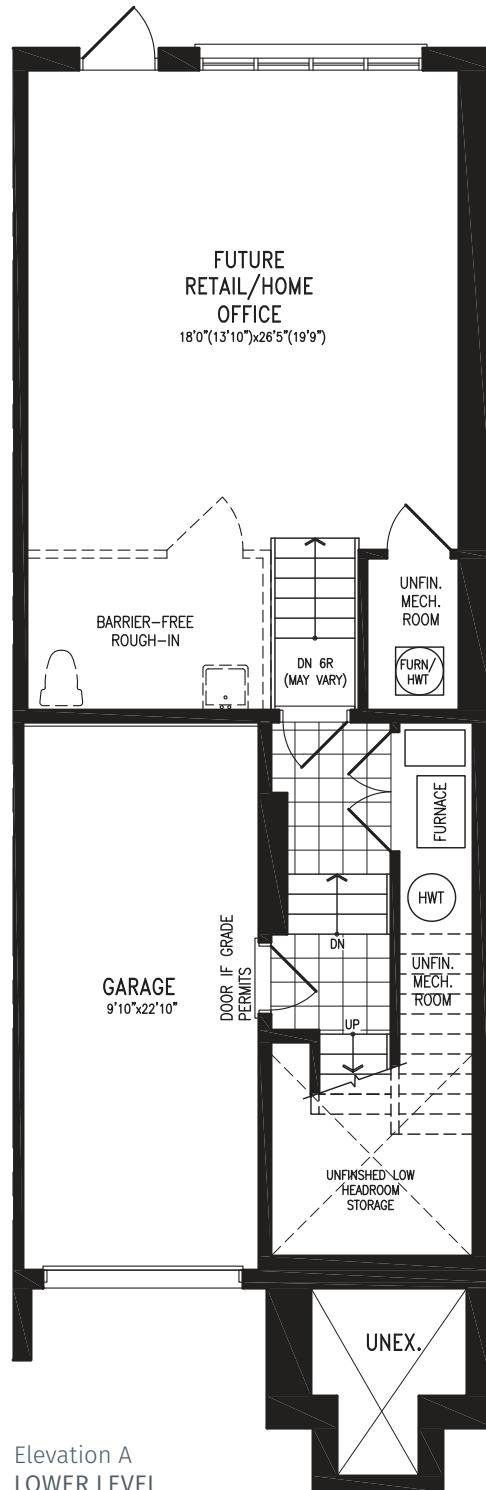 FUTURE
RETAIL/HOME
OFFICE
18'0"(13'10")x26'5"(19'9")
BARRIER-FREE
ROUGH-IN
DN 6R
(MAY VARY)
UNFIN.
MECH.
ROOM
FURN/
HWT
FURNACE
HWT
DN
UNFIN.
MECH.
ROOM
GARAGE
9'10"x22'10"
DOOR IF GRADE
PERMITS
UP
UNFINISHED LOW
HEADROOM
STORAGE
UNEX.
Elevation A
LOWER LEVEL